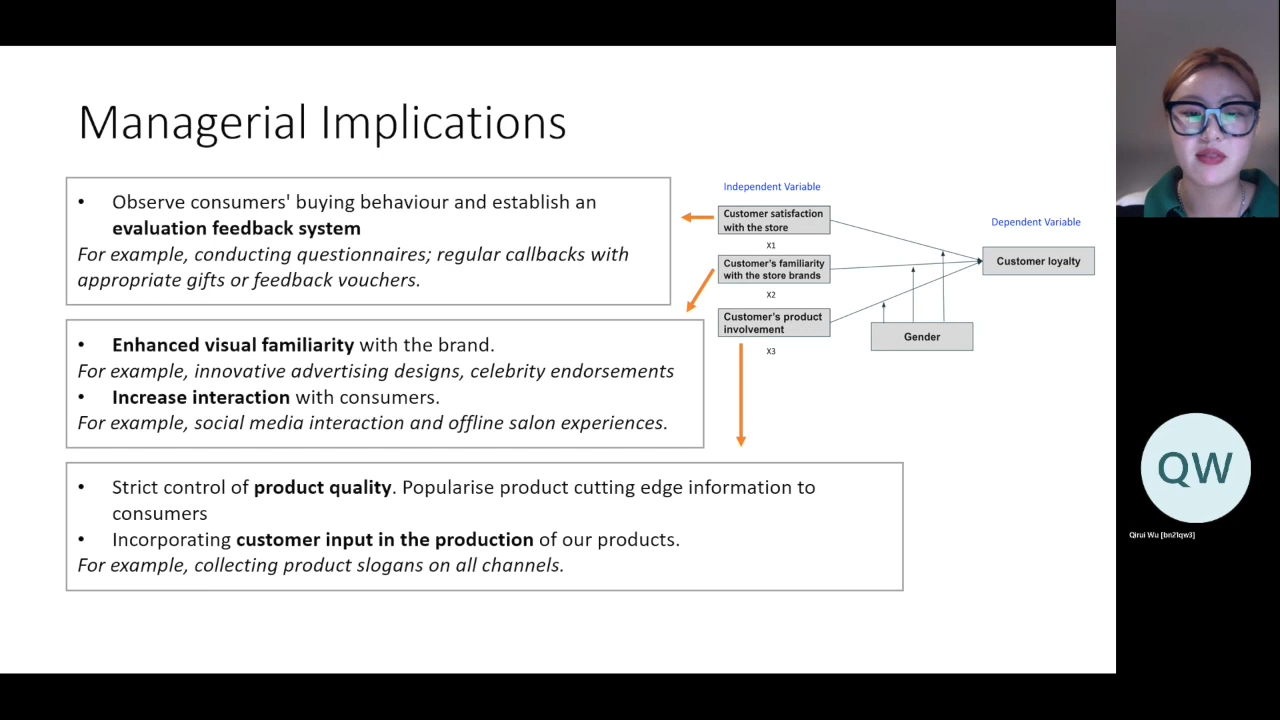 Managerial Implications
• Observe consumers' buying behaviour and establish an
evaluation feedback system
For example, conducting questionnaires; regular callbacks with
appropriate gifts or feedback vouchers.
• Enhanced visual familiarity with the brand.
For example, innovative advertising designs, celebrity endorsements
• Increase interaction with consumers.
For example, social media interaction and offline salon experiences.
• Strict control of product quality. Popularise product cutting edge information to
consumers
• Incorporating customer input in the production of our products.
For example, collecting product slogans on all channels.
Independent Variable
Customer satisfaction
with the store
X1
Customer's familiarity
with the store brands
X2
Customer's product
involvement
X3
Dependent Variable
Customer loyalty
Gender
QW
Qirui Wu [bn21qw3]